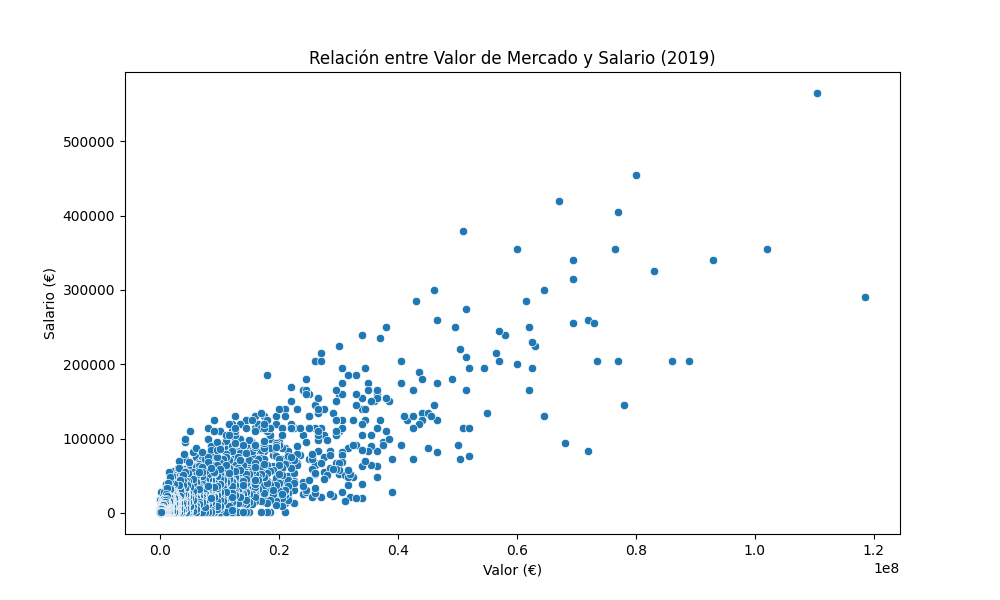 Relación entre Valor de Mercado y Salario (2019)
Salario (€)
500000
400000
300000
200000
100000
0
0.0 0.2 0.4 0.6 0.8 1.0 1.2
1e8
Valor (€)